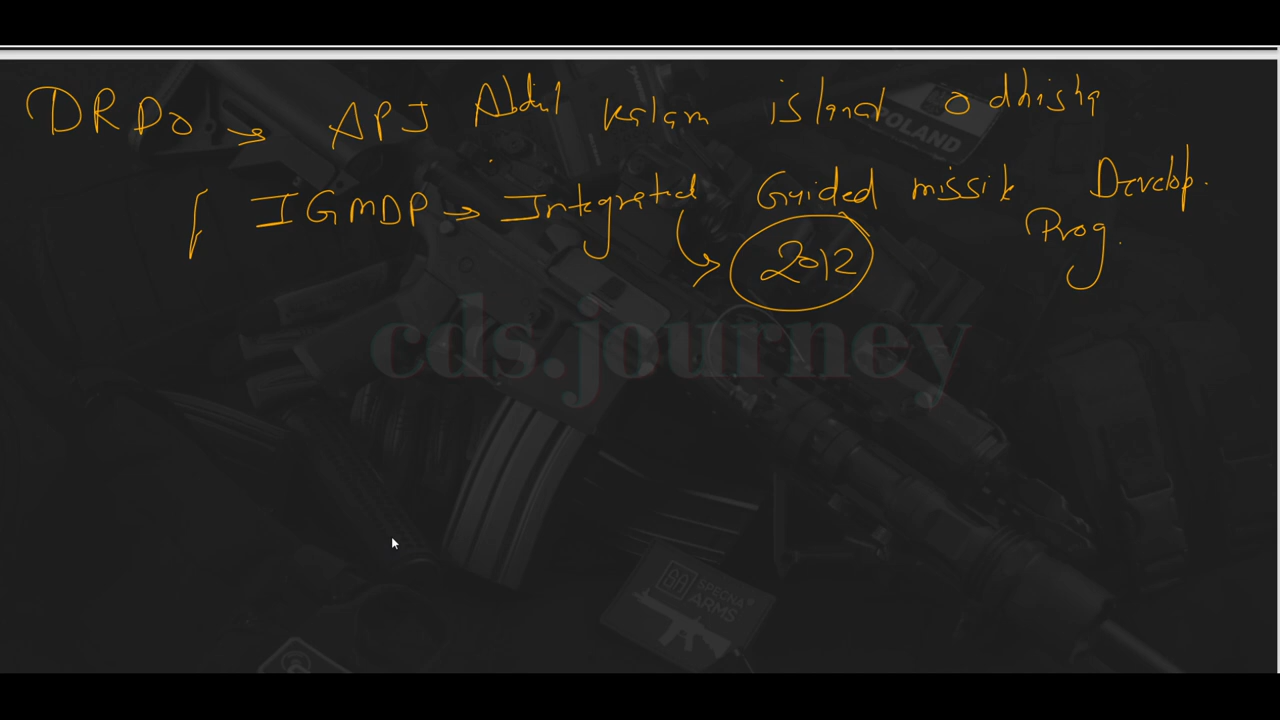 DRDO → APJ Abdul kalam island odhisha
IGMDP → Integrated Guided missile Develop.
Prog.
2012
cds.journey
POLAND
SPECNA
ARMS